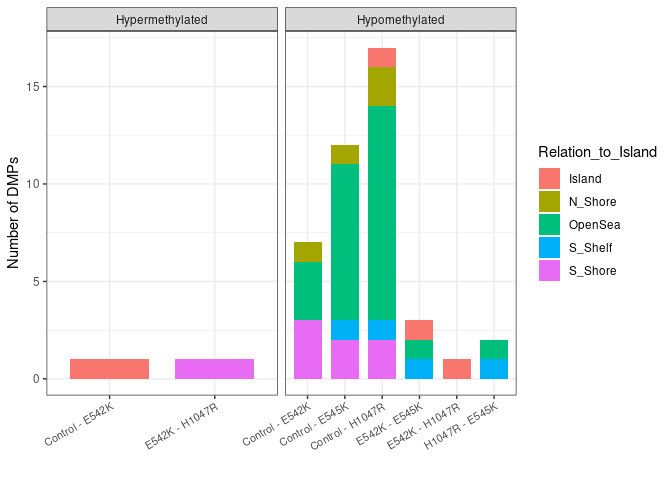 Hypermethylated
Hypomethylated
Number of DMPs
15
10
5
0
Control - E542K
E542K - H1047R
Control - E542K
Control - E545K
Control - H1047R
E542K - E545K
E542K - H1047R
H1047R - E545K
Relation_to_Island
Island
N_Shore
OpenSea
S_Shelf
S_Shore